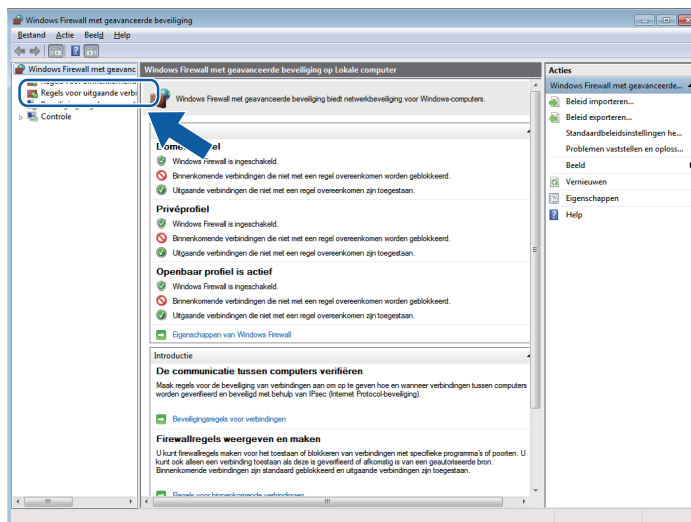 Windows Firewall met geavanceerde beveiliging
Bestand Actie Beeld Help
Windows Firewall met geavanc
Regels voor uitgaande verbi
Controle
Windows Firewall met geavanceerde beveiliging op Lokale computer
Windows Firewall met geavanceerde beveiliging biedt netwerkbeveiliging voor Windows-computers.
Windows Firewall is ingeschakeld.
Binnenkomende verbindingen die niet met een regel overeenkomen worden geblokkeerd.
Uitgaande verbindingen die niet met een regel overeenkomen zijn toegestaan.
Privéprofiel
Windows Firewall is ingeschakeld.
Binnenkomende verbindingen die niet met een regel overeenkomen worden geblokkeerd.
Uitgaande verbindingen die niet met een regel overeenkomen zijn toegestaan.
Openbaar profiel is actief
Windows Firewall is ingeschakeld.
Binnenkomende verbindingen die niet met een regel overeenkomen worden geblokkeerd.
Uitgaande verbindingen die niet met een regel overeenkomen zijn toegestaan.
Eigenschappen van Windows Firewall
Introductie
De communicatie tussen computers verifiëren
Maak regels voor de beveiliging van verbindingen aan om op te geven hoe en wanneer verbindingen tussen computers
worden geverifieerd en beveiligd met behulp van IPsec (Internet Protocol-beveiliging).
Beveiligingsregels voor verbindingen
Firewallregels weergeven en maken
U kunt firewallregels maken voor het toestaan of blokkeren van verbindingen met specifieke programma's of poorten. U
kunt ook alleen een verbinding toestaan als deze is geverifieerd of afkomstig is van een geautoriseerde bron.
Binnenkomende verbindingen zijn standaard geblokkeerd en uitgaande verbindingen zijn toegestaan.
Regels voor binnenkomende verbindingen
Acties
Windows Firewall met geavanceerde...
Beleid importeren...
Beleid exporteren...
Standaardbeleidsinstellingen he...
Problemen vaststellen en oploss...
Beeld
Vernieuwen
Eigenschappen
Help